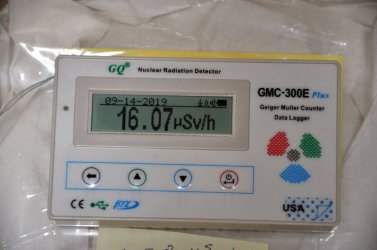 GQ Nuclear Radiation Detector
GMC-300E Plus
Geiger Muller Counter
Data Logger
09-14-2019
16.07µSv/h
CE
USA